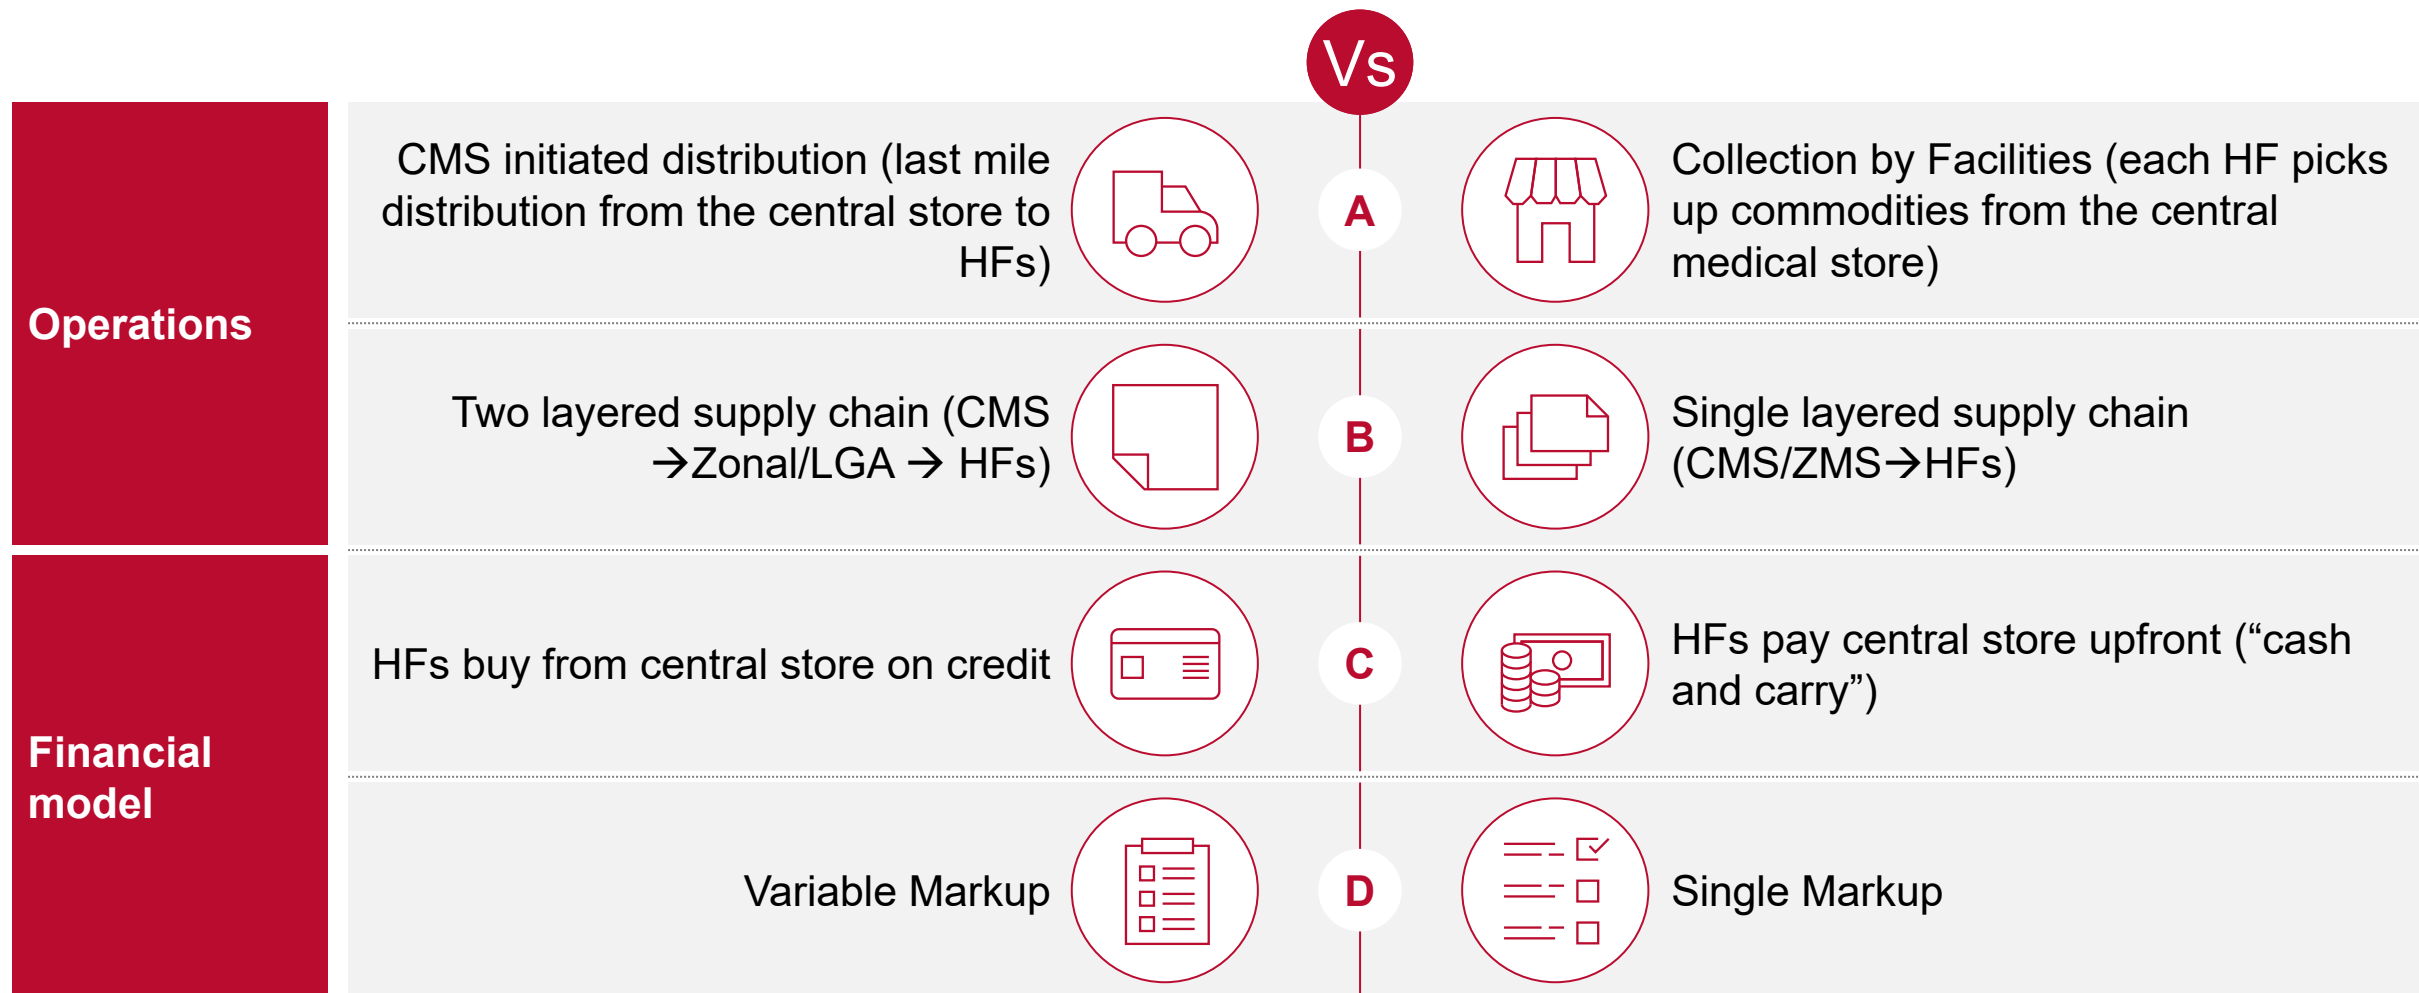 Vs
Operations
CMS initiated distribution (last mile
distribution from the central store to
HFs)
A
Collection by Facilities (each HF picks
up commodities from the central
medical store)
Two layered supply chain (CMS
→Zonal/LGA → HFs)
B
Single layered supply chain
(CMS/ZMS→HFs)
Financial
model
HFs buy from central store on credit
C
HFs pay central store upfront (“cash
and carry”)
Variable Markup
D
Single Markup